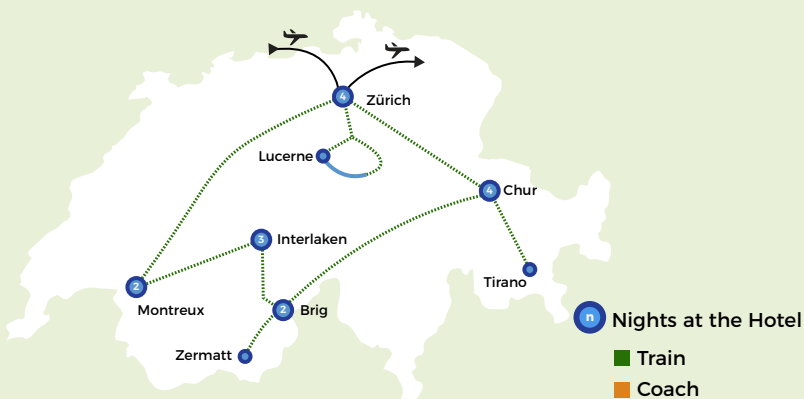 4
Zürich
Lucerne
4
Chur
3
Interlaken
Tirano
2
Montreux
2
Brig
Zermatt
n
Nights at the Hotel
Train
Coach